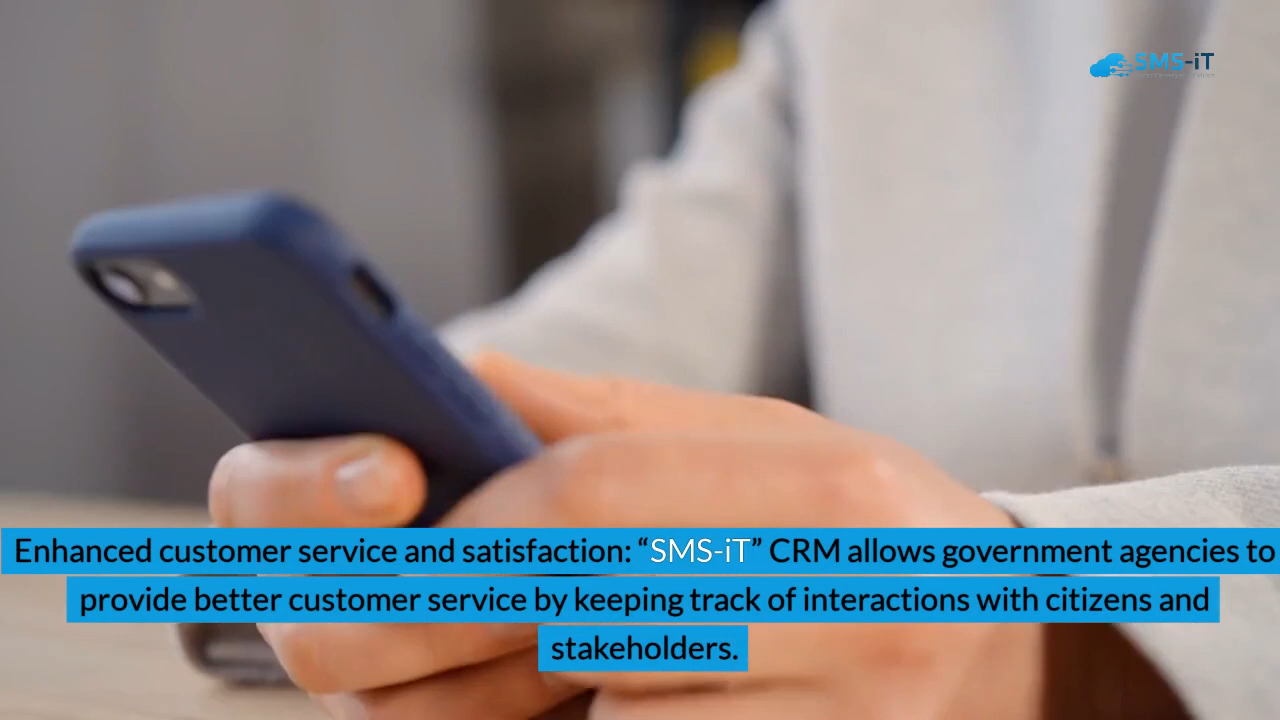 SMS-iT
Enhanced customer service and satisfaction: “SMS-iT” CRM allows government agencies to
provide better customer service by keeping track of interactions with citizens and
stakeholders.